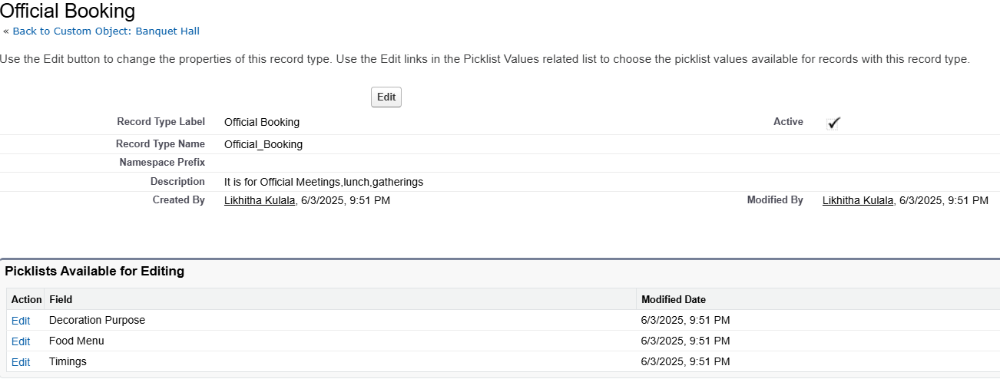 Official Booking
« Back to Custom Object: Banquet Hall
Use the Edit button to change the properties of this record type. Use the Edit links in the Picklist Values related list to choose the picklist values available for records with this record type.
Edit
Record Type Label Official Booking Active
Record Type Name Official_Booking
Namespace Prefix
Description It is for Official Meetings,lunch,gatherings
Created By Likhitha Kulala, 6/3/2025, 9:51 PM Modified By Likhitha Kulala, 6/3/2025, 9:51 PM
Picklists Available for Editing
Action Field Modified Date
Edit Decoration Purpose 6/3/2025, 9:51 PM
Edit Food Menu 6/3/2025, 9:51 PM
Edit Timings 6/3/2025, 9:51 PM